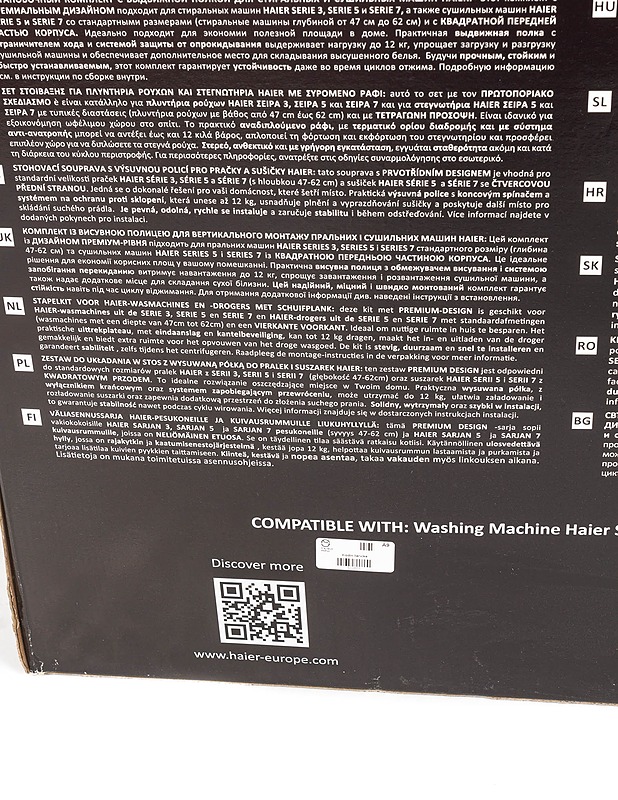 HU
SERIE 5 и SERIE 7 со стандартными размерами (стиральные машины глубиной от 47 см до 62 см) и с КВАДРАТНОЙ ПЕРЕДНЕЙ
ЧАСТЬЮ КОРПУСА. Идеально подходит для экономии полезной площади в доме. Практичная выдвижная полка с
ограничителем хода и системой защиты от опрокидывания выдерживает нагрузку до 12 кг, упрощает загрузку и разгрузку
сушильной машины и обеспечивает дополнительное место для складывания высушенного белья. Будучи прочным, стойким и
быстро устанавливаемым, этот комплект гарантирует устойчивость даже во время циклов отжима. Подробную информацию
см. в инструкции по сборке внутри.
SL
ΣΕΤ ΣΤΟΙΒΑΞΗΣ ΓΙΑ ΠΛΥΝΤΗΡΙΑ ΡΟΥΧΩΝ ΚΑΙ ΣΤΕΓΝΩΤΗΡΙΑ HAIER ΜΕ ΣΥΡΟΜΕΝΟ ΡΑΦΙ: αυτό το σετ με τον ΠΡΩΤΟΠΟΡΙΑΚΟ
ΣΧΕΔΙΑΣΜΟ είναι κατάλληλο για πλυντήρια ρούχων HAIER ΣΕΙΡΑ 3, ΣΕΙΡΑ 5 και ΣΕΙΡΑ 7 και για στεγνωτήρια HAIER ΣΕΙΡΑ 5 και
ΣΕΙΡΑ 7 με τυπικές διαστάσεις (πλυντήρια ρούχων με βάθος από 47 cm έως 62 cm) και με ΤΕΤΡΑΓΩΝΗ ΠΡΟΣΟΨΗ. Είναι ιδανικό για
εξοικονόμηση ωφέλιμου χώρου στο σπίτι. Το πρακτικό αναδιπλούμενο ράφι, με τερματικό ορίου διαδρομής και με σύστημα
αντι-ανατροπής μπορεί να αντέξει έως και 12 κιλά βάρος, απλοποιεί τη φόρτωση και εκφόρτωση του στεγνωτηρίου και προσφέρει
επιπλέον χώρο για να διπλώσετε τα στεγνά ρούχα. Στερεό, ανθεκτικό και με γρήγορη εγκατάσταση, εγγυάται σταθερότητα ακόμη και κατά
τη διάρκεια του κύκλου περιστροφής. Για περισσότερες πληροφορίες, ανατρέξτε στις οδηγίες συναρμολόγησης στο εσωτερικό.
HR
STOHOVACÍ SOUPRAVA S VÝSUVNOU POLICÍ PRO PRAČKY A SUŠIČKY HAIER: tato souprava s PRVOTŘÍDNÍM DESIGNEM je vhodná pro
standardní velikosti praček HAIER SÉRIE 3, SÉRIE 5 a SÉRIE 7 (s hloubkou 47-62 cm) a sušiček HAIER SÉRIE 5 a SÉRIE 7 se ČTVERCOVOU
PŘEDNÍ STRANOU. Jedná se o dokonalé řešení pro vaši domácnost, které šetří místo. Praktická výsuvná police s koncovým spínačem a
systémem na ochranu proti sklopení, která unese až 12 kg, usnadňuje plnění a vyprazdňování sušičky a poskytuje další místo pro
skládání suchého prádla. Je pevná, odolná, rychle se instaluje a zaručuje stabilitu i během odstřeďování. Více informací najdete v
dodaných pokynech pro instalaci.
UK
КОМПЛЕКТ ІЗ ВИСУВНОЮ ПОЛИЦЕЮ ДЛЯ ВЕРТИКАЛЬНОГО МОНТАЖУ ПРАЛЬНИХ І СУШИЛЬНИХ МАШИН HAIER: Цей комплект
із ДИЗАЙНОМ ПРЕМІУМ-РІВНЯ підходить для пральних машин HAIER SERIES 3, SERIES 5 і SERIES 7 стандартного розміру (глибина
47-62 см) та сушильних машин HAIER SERIES 5 і SERIES 7 із КВАДРАТНОЮ ПЕРЕДНЬОЮ ЧАСТИНОЮ КОРПУСА. Це ідеальне
рішення для економії корисних площ у вашому помешканні. Практична висувна полиця з обмежувачем висування і системою
запобігання перекиданню витримує навантаження до 12 кг, спрощує завантаження і розвантаження сушильної машини, а
також надає додаткове місце для складання сухої білизни. Цей надійний, міцний і швидко монтований комплект гарантує
стійкість навіть під час циклу віджимання. Для отримання додаткової інформації див. наведені інструкції з встановлення.
SK
NL
STAPELKIT VOOR HAIER-WASMACHINES EN -DROGERS MET SCHUIFPLANK: deze kit met PREMIUM-DESIGN is geschikt voor
HAIER-wasmachines uit de SERIE 3, SERIE 5 en SERIE 7 en HAIER-drogers uit de SERIE 5 en SERIE 7 met standaardafmetingen
(wasmachines met een diepte van 47cm tot 62cm) en een VIERKANTE VOORKANT. Ideaal om nuttige ruimte in huis te besparen. Het
praktische uittrekplateau, met eindaanslag en kantelbeveiliging, kan tot 12 kg dragen, maakt het in- en uitladen van de droger
gemakkelijk en biedt extra ruimte voor het opvouwen van het droge wasgoed. De kit is stevig, duurzaam en snel te installeren en
garandeert sabiliteit, zelfs tijdens het centrifugeren. Raadpleeg de montage-instructies in de verpakking voor meer informatie.
RO
PL
ZESTAW DO UKŁADANIA W STOS Z WYSUWANĄ PÓŁKĄ DO PRALEK I SUSZAREK HAIER: ten zestaw PREMIUM DESIGN jest odpowiedni
do standardowych rozmiarów pralek HAIER z SERII 3, SERII 5 i SERII 7 (głębokość 47-62cm) oraz suszarek HAIER SERII 5 i SERII 7 z
KWADRATOWYM PRZODEM. To idealne rozwiązanie oszczędzające miejsce w Twoim domu. Praktyczna wysuwana półka, z
wyłącznikiem krańcowym oraz systemem zapobiegającym przewróceniu, może utrzymać do 12 kg, ułatwia załadowanie i
rozładowanie suszarki oraz zapewnia dodatkową przestrzeń do złożenia suchego prania. Solidny, wytrzymały oraz szybki w instalacji,
to gwarantuje stabilność nawet podczas cyklu wirowania. Więcej informacji znajduje się w dostarczonych instrukcjach instalacji.
BG
FI
VÄLIASENNUSSARJA HAIER-PESUKONEILLE JA KUIVAUSRUMMUILLE LIUKUHYLLYLLÄ: tämä PREMIUM DESIGN -sarja sopii
vakiokokoisille HAIER SARJAN 3, SARJAN 5 JA SARJAN 7 pesukoneille (syvyys 47-62 cm) ja HAIER SARJAN 5 JA SARJAN 7
kuivausrummuille, joissa on NELIÖMÄINEN ETUOSA. Se on täydellinen tilaa säästävä ratkaisu kotiisi. Käytännöllinen ulosvedettävä
hylly, jossa on rajakytkin ja kaatumisenestojärjestelmä, kestää jopa 12 kg, helpottaa kuivausrummun lastaamista ja purkamista ja
tarjoaa lisätilaa kuivien pyykkien taittamiseen. Kiinteä, kestävä ja nopea asentaa, takaa vakauden myös linkouksen aikana.
Lisätietoja on mukana toimitetuissa asennusohjeissa.
COMPATIBLE WITH: Washing Machine Haier S
A9
Discover more
www.haier-europe.com